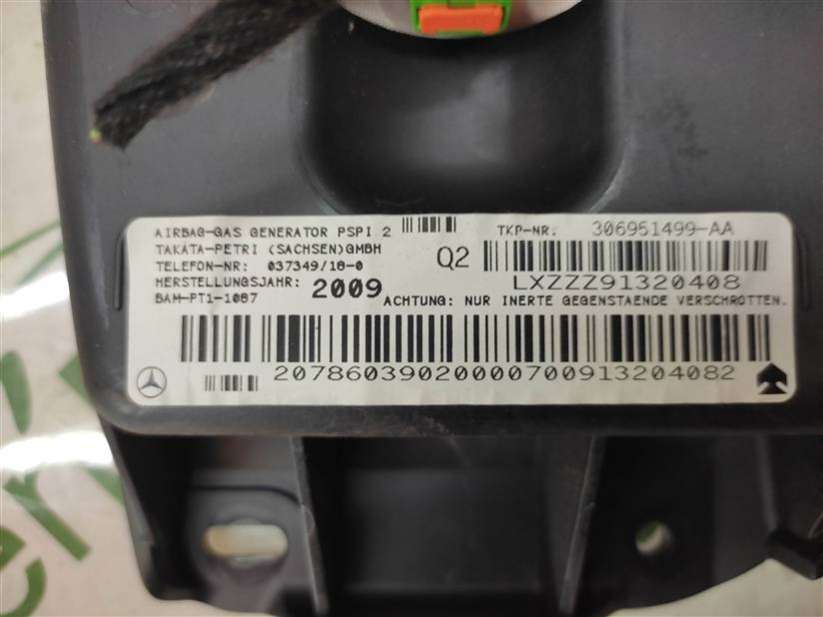 AIRBAG-GAS GENERATOR PSPI 2
TAKATA-PETRI (SACHSEN)GMBH
TELEFON-NR: 037349/18-0
HERSTELLUNGSJAHR: 2009
BAM-PT1-1087
TKP-NR. 306951499-AA
Q2
LXZZZ91320408
ACHTUNG: NUR INERTE GEGENSTAENDE VERSCHROTTEN.
20786039020000700913204082